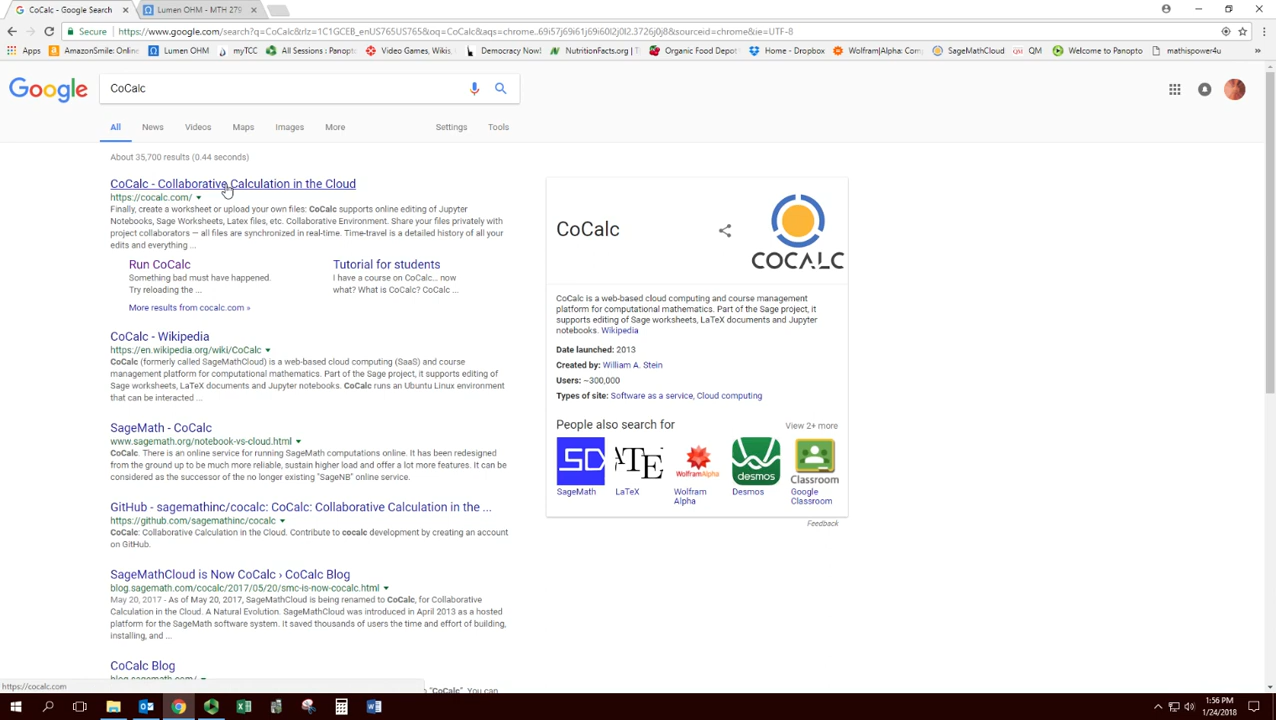 CoCalc - Google Search
Lumen OHM - MTH 279
Secure
https://www.google.com/search?q=CoCalc&rlz=1C1GCEB_enUS765US765&oq=CoCalc&aqs=chrome..69i57j69i61j69i60l2j0l2.3726j0j8&sourceid=chrome&ie=UTF-8
Apps AmazonSmile: Online Lumen OHM myTCC All Sessions : Panopto Video Games, Wikis, Democracy Now! NutritionFacts.org | T Organic Food Depot Home - Dropbox Wolfram|Alpha: Com SageMathCloud QM Welcome to Panopto mathispower4u
Google
CoCalc
All News Videos Maps Images More Settings Tools
About 35,700 results (0.44 seconds)
CoCalc - Collaborative Calculation in the Cloud
https://cocalc.com/
Finally, create a worksheet or upload your own files: CoCalc supports online editing of Jupyter
Notebooks, Sage Worksheets, Latex files, etc. Collaborative Environment. Share your files privately with
project collaborators — all files are synchronized in real-time. Time-travel is a detailed history of all your
edits and everything ...
Run CoCalc
Something bad must have happened.
Try reloading the ...
Tutorial for students
I have a course on CoCalc... now
what? What is CoCalc? CoCalc ...
More results from cocalc.com »
CoCalc - Wikipedia
https://en.wikipedia.org/wiki/CoCalc
CoCalc (formerly called SageMathCloud) is a web-based cloud computing (SaaS) and course
management platform for computational mathematics. Part of the Sage project, it supports editing of
Sage worksheets, LaTeX documents and Jupyter notebooks. CoCalc runs an Ubuntu Linux environment
that can be interacted ...
SageMath - CoCalc
www.sagemath.org/notebook-vs-cloud.html
CoCalc. There is an online service for running SageMath computations online. It has been redesigned
from the ground up to be much more reliable, sustain higher load and offer a lot more features. It can be
considered as the successor of the no longer existing "SageNB" online service.
GitHub - sagemathinc/cocalc: CoCalc: Collaborative Calculation in the ...
https://github.com/sagemathinc/cocalc
CoCalc: Collaborative Calculation in the Cloud. Contribute to cocalc development by creating an account
on GitHub.
SageMathCloud is Now CoCalc › CoCalc Blog
blog.sagemath.com/cocalc/2017/05/20/smc-is-now-cocalc.html
May 20, 2017 - As of May 20, 2017, SageMathCloud is being renamed to CoCalc, for Collaborative
Calculation in the Cloud. A Natural Evolution. SageMathCloud was introduced in April 2013 as a hosted
platform for the SageMath software system. It saved thousands of users the time and effort of building,
installing, and ...
CoCalc Blog
blog.sagemath.com/
"CoCalc". You can
https://cocalc.com
CoCalc
COCALC
CoCalc is a web-based cloud computing and course management
platform for computational mathematics. Part of the Sage project, it
supports editing of Sage worksheets, LaTeX documents and Jupyter
notebooks. Wikipedia
Date launched: 2013
Created by: William A. Stein
Users: ~300,000
Types of site: Software as a service, Cloud computing
People also search for
View 2+ more
SageMath
LaTeX
Wolfram
Alpha
Desmos
Google
Classroom
WolframAlpha
desmos
Classroom
Feedback
1:56 PM
1/24/2018